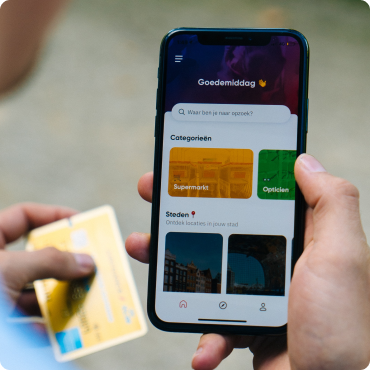 Goedemiddag 👋
Waar ben je naar opzoek?
Categorieën
Supermarkt
Opticien
Steden📍
Ontdek locaties in jouw stad